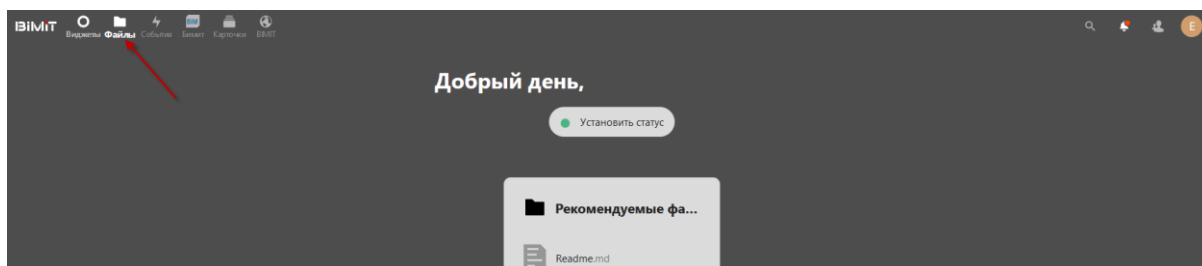 BiMiT
Виджеты Файлы События Бимит Карточки BIMIT
E
Добрый день,
Установить статус
Рекомендуемые фа...
Readme.md